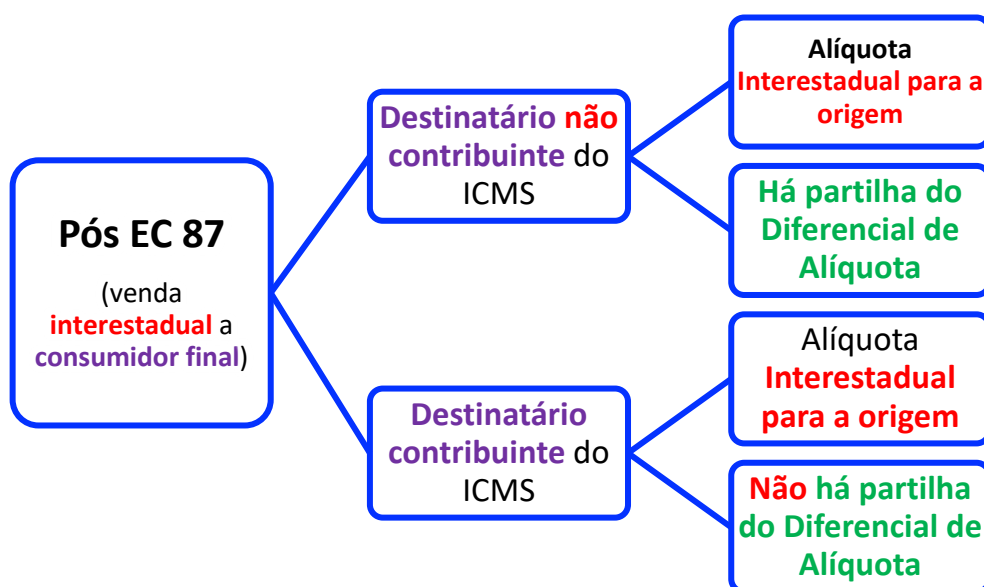 Pós EC 87
(venda
interestadual a
consumidor final)
Destinatário não
contribuinte do
ICMS
Alíquota
Interestadual para a
origem
Há partilha do
Diferencial de
Alíquota
Destinatário
contribuinte do
ICMS
Alíquota
Interestadual
para a origem
Não há partilha
do Diferencial de
Alíquota